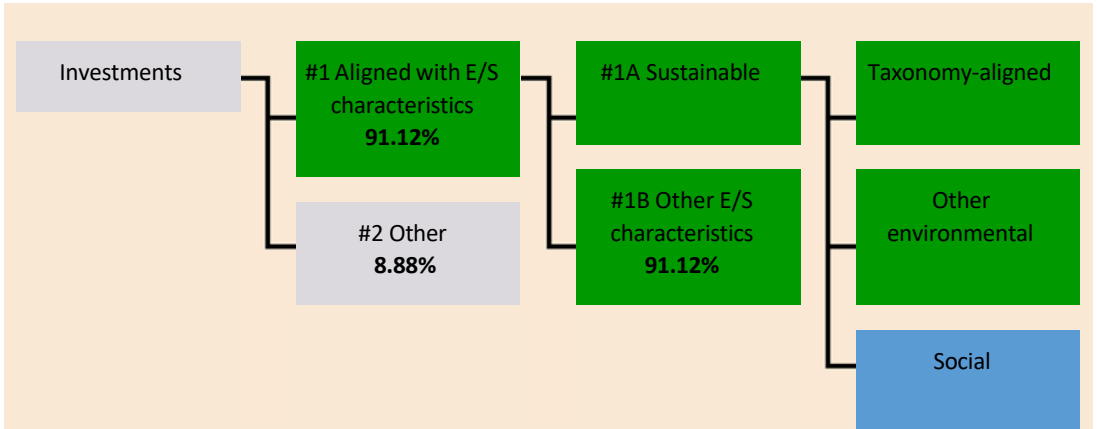 Investments
#1 Aligned with E/S
characteristics
91.12%
#2 Other
8.88%
#1A Sustainable
#1B Other E/S
characteristics
91.12%
Taxonomy-aligned
Other
environmental
Social